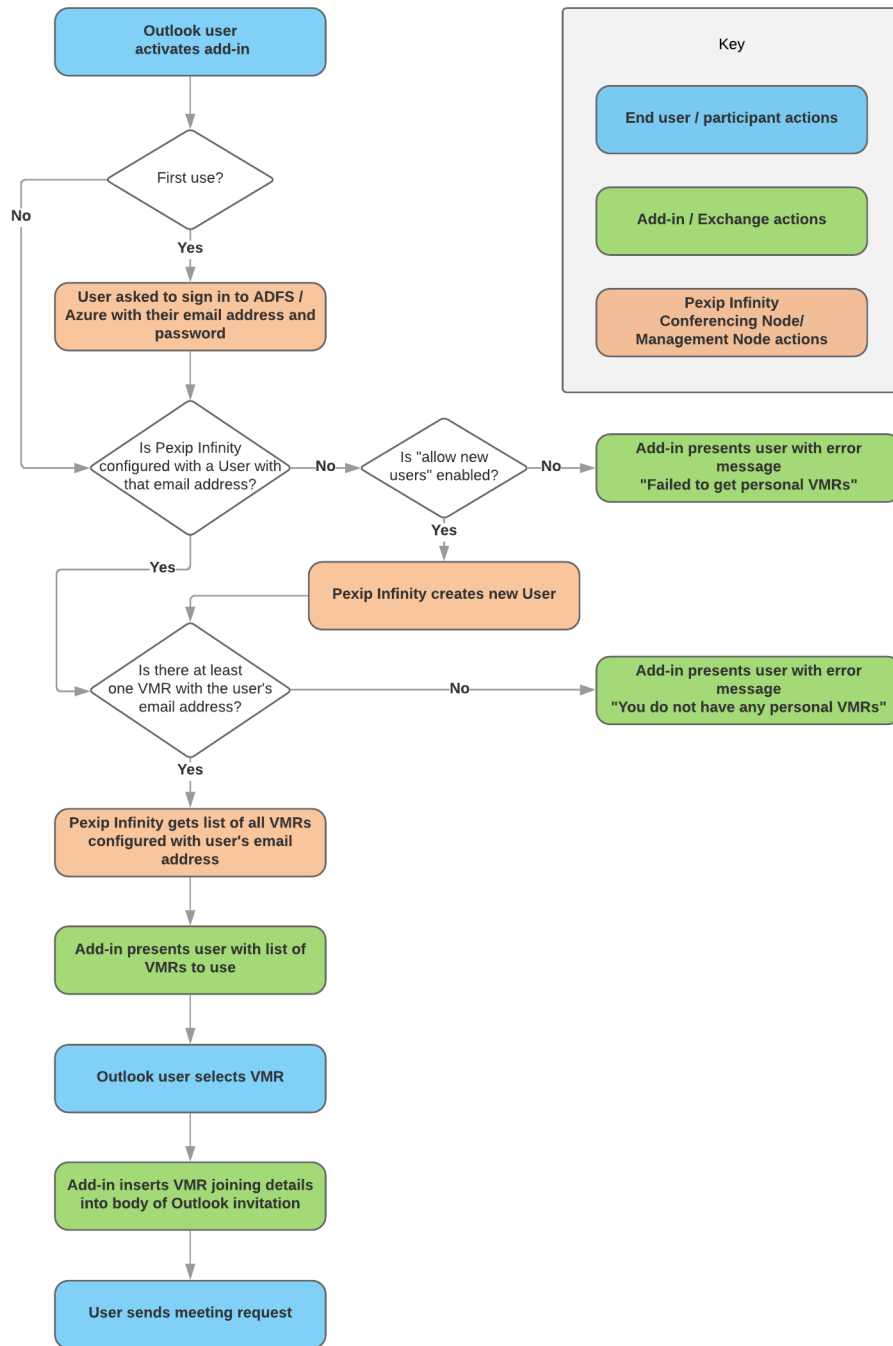 Outlook user
activates add-in
Key
End user / participant actions
First use?
No
Add-in / Exchange actions
Yes
User asked to sign in to ADFS /
Azure with their email address and
password
Pexip Infinity
Conferencing Node/
Management Node actions
Is Pexip Infinity
configured with a User with
that email address?
No
Is "allow new
users" enabled?
No
Add-in presents user with error
message
"Failed to get personal VMRs"
Yes
Yes
Pexip Infinity creates new User
Is there at least
one VMR with the user's
email address?
No
Add-in presents user with error
message
"You do not have any personal VMRs"
Yes
Pexip Infinity gets list of all VMRs
configured with user's email
address
Add-in presents user with list of
VMRs to use
Outlook user selects VMR
Add-in inserts VMR joining details
into body of Outlook invitation
User sends meeting request